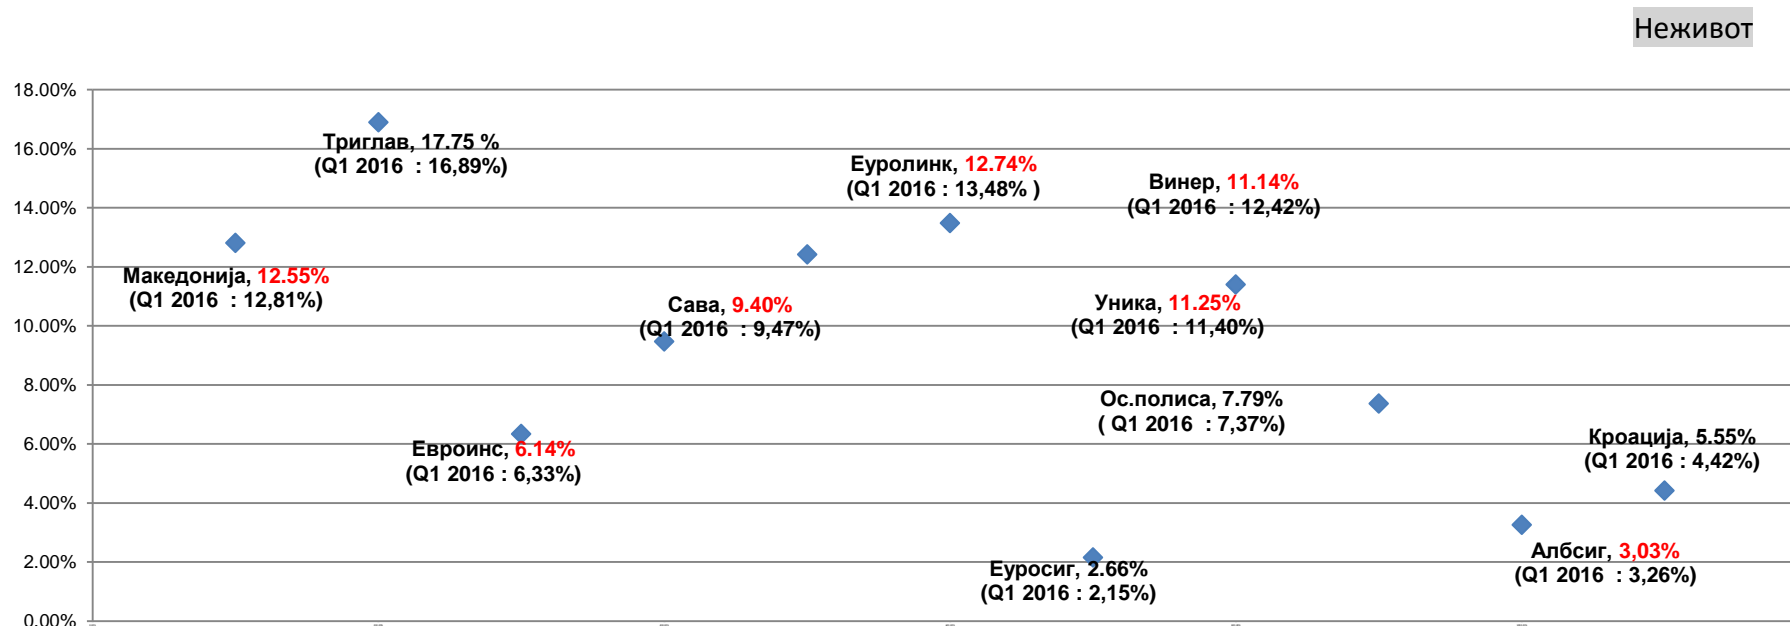 Неживот
18.00%
16.00%
14.00%
12.00%
10.00%
8.00%
6.00%
4.00%
2.00%
0.00%
Триглав, 17.75 %
(Q1 2016 : 16,89%)
Македонија, 12.55%
(Q1 2016 : 12,81%)
Евроинс, 6.14%
(Q1 2016 : 6,33%)
Сава, 9.40%
(Q1 2016 : 9,47%)
Еуролинк, 12.74%
(Q1 2016 : 13,48% )
Винер, 11.14%
(Q1 2016 : 12,42%)
Уника, 11.25%
(Q1 2016 : 11,40%)
Ос.полиса, 7.79%
( Q1 2016 : 7,37%)
Еуросиг, 2.66%
(Q1 2016 : 2,15%)
Кроација, 5.55%
(Q1 2016 : 4,42%)
Албсиг, 3,03%
(Q1 2016 : 3,26%)